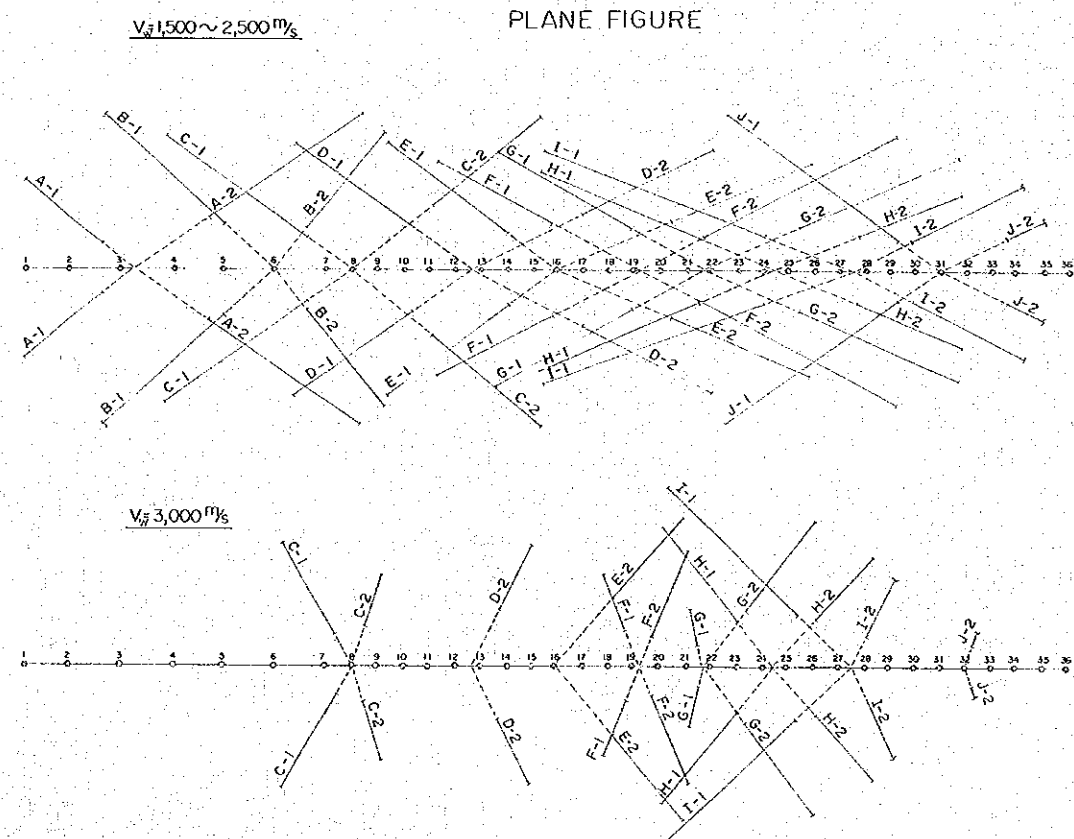 PLANE FIGURE
V_w=1,500~2,500 m/s
J-1
B-1
C-1
D-1
E-1
C-2
G-1
I-1
H-1
D-2
A-1
F-1
E-2
A-2
B-2
F-2
G-2
H-2
I-2
J-2
1 2 3 4 5 6 7 8 9 10 11 12 13 14 15 16 17 18 19 20 21 22 23 24 25 26 27 28 29 30 31 32 33 34 35 36
B-2
A-2
F-1
G-1
H-1
I-1
E-2
F-2
G-2
H-2
I-2
J-2
A-1
B-1
C-1
D-1
E-1
C-2
D-2
J-1
V_w=3,000 m/s
I-1
C-1
C-2
D-2
E-2
F-1
F-2
H-1
G-1
G-2
H-2
I-2
J-2
1 2 3 4 5 6 7 8 9 10 11 12 13 14 15 16 17 18 19 20 21 22 23 24 25 26 27 28 29 30 31 32 33 34 35 36
C-1
C-2
D-2
F-1
E-2
F-2
G-1
H-1
I-1
G-2
H-2
I-2
J-2